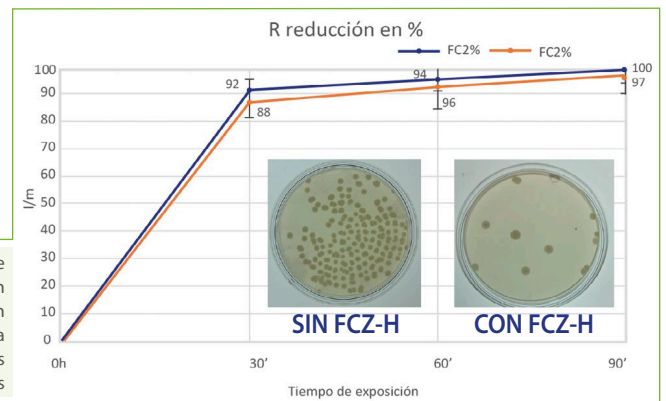 R reducción en %
FC2% FC2%
100
90
80
70
60
50
40
30
20
10
0
l/m
92
88
94
96
100
97
SIN FCZ-H
CON FCZ-H
0h 30’ 60’ 90’
Tiempo de exposición
e
n
n
a
s
s